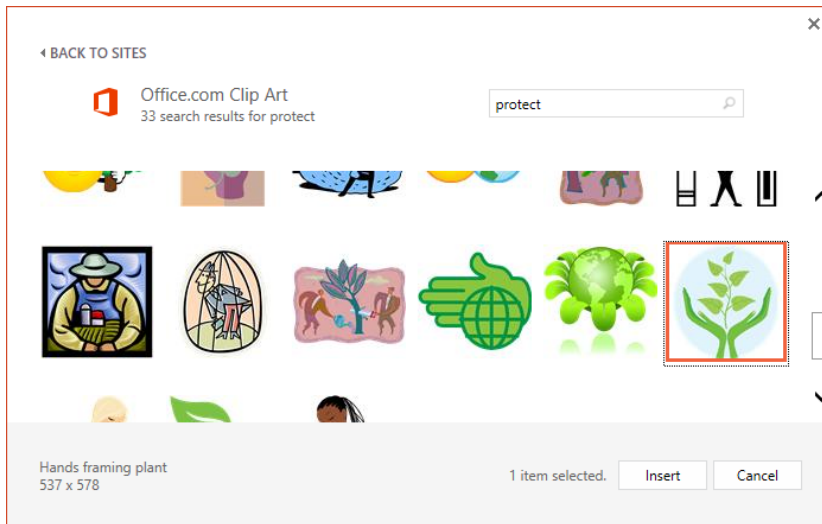 BACK TO SITES
Office.com Clip Art
33 search results for protect
protect
Hands framing plant
537 x 578
1 item selected.
Insert
Cancel